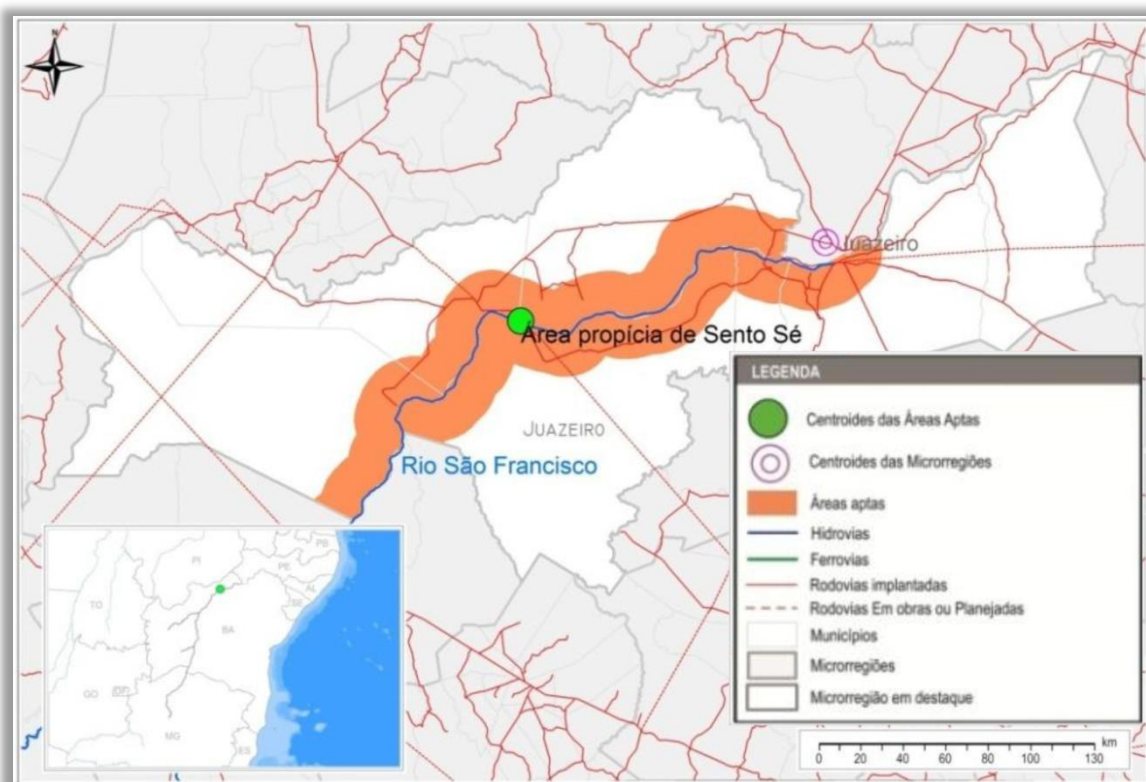 N
Juazeiro
Área propícia de Sento Sé
JUAZEIRO
Rio São Francisco
LEGENDA
Centroides das Áreas Aptas
Centroides das Microrregiões
Áreas aptas
Hidrovias
Ferrovias
Rodovias implantadas
Rodovias Em obras ou Planejadas
Municípios
Microrregiões
Microrregião em destaque
PB
PI
PE
AL
SE
TO
BA
GO
DF
MG
ES
km
0 20 40 60 80 100 130